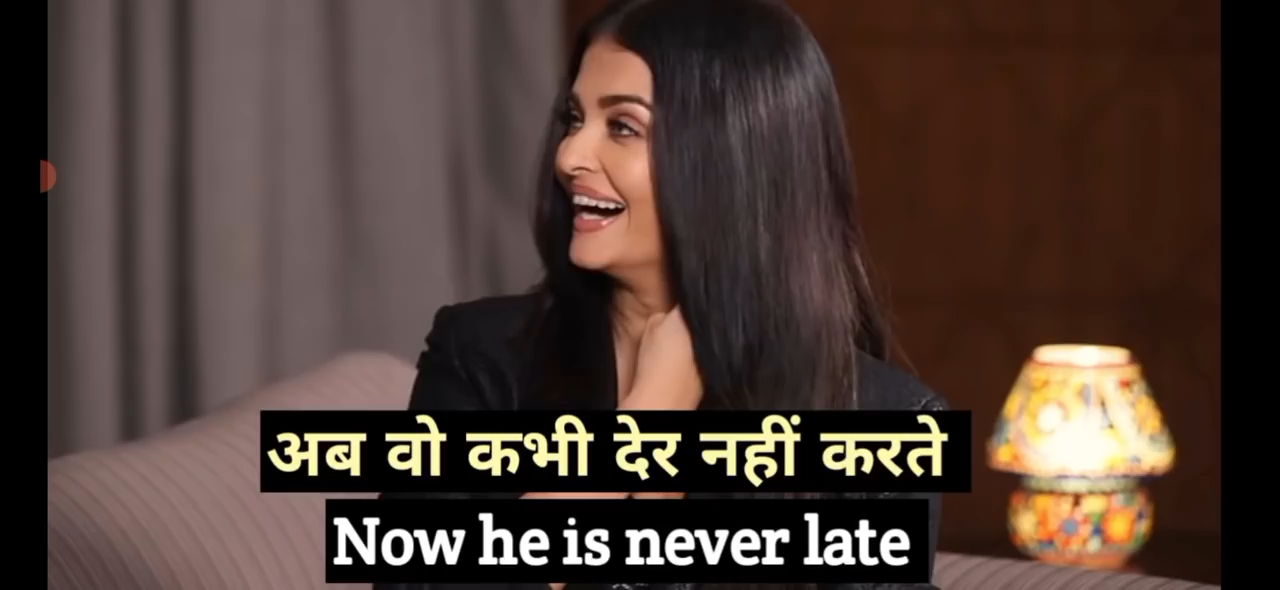 अब वो कभी देर नहीं करते
Now he is never late